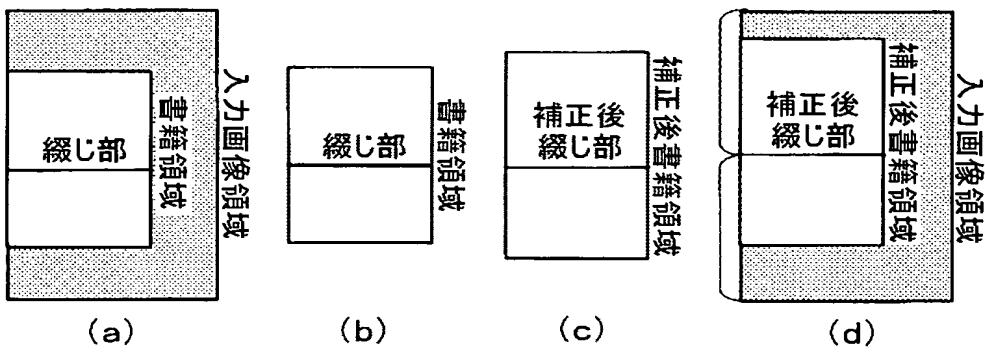 綴じ部
書籍領域
入力画像領域
(a)
綴じ部
書籍領域
(b)
補正後
綴じ部
補正後書籍領域
(c)
補正後
綴じ部
補正後書籍領域
入力画像領域
(d)